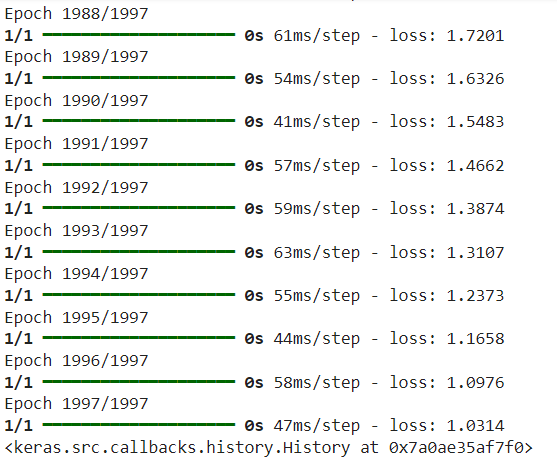 Epoch 1988/1997
1/1 ━━━━━━━━━━━━━━━━━━━━ 0s 61ms/step - loss: 1.7201
Epoch 1989/1997
1/1 ━━━━━━━━━━━━━━━━━━━━ 0s 54ms/step - loss: 1.6326
Epoch 1990/1997
1/1 ━━━━━━━━━━━━━━━━━━━━ 0s 41ms/step - loss: 1.5483
Epoch 1991/1997
1/1 ━━━━━━━━━━━━━━━━━━━━ 0s 57ms/step - loss: 1.4662
Epoch 1992/1997
1/1 ━━━━━━━━━━━━━━━━━━━━ 0s 59ms/step - loss: 1.3874
Epoch 1993/1997
1/1 ━━━━━━━━━━━━━━━━━━━━ 0s 63ms/step - loss: 1.3107
Epoch 1994/1997
1/1 ━━━━━━━━━━━━━━━━━━━━ 0s 55ms/step - loss: 1.2373
Epoch 1995/1997
1/1 ━━━━━━━━━━━━━━━━━━━━ 0s 44ms/step - loss: 1.1658
Epoch 1996/1997
1/1 ━━━━━━━━━━━━━━━━━━━━ 0s 58ms/step - loss: 1.0976
Epoch 1997/1997
1/1 ━━━━━━━━━━━━━━━━━━━━ 0s 47ms/step - loss: 1.0314
<keras.src.callbacks.history.History at 0x7a0ae35af7f0>